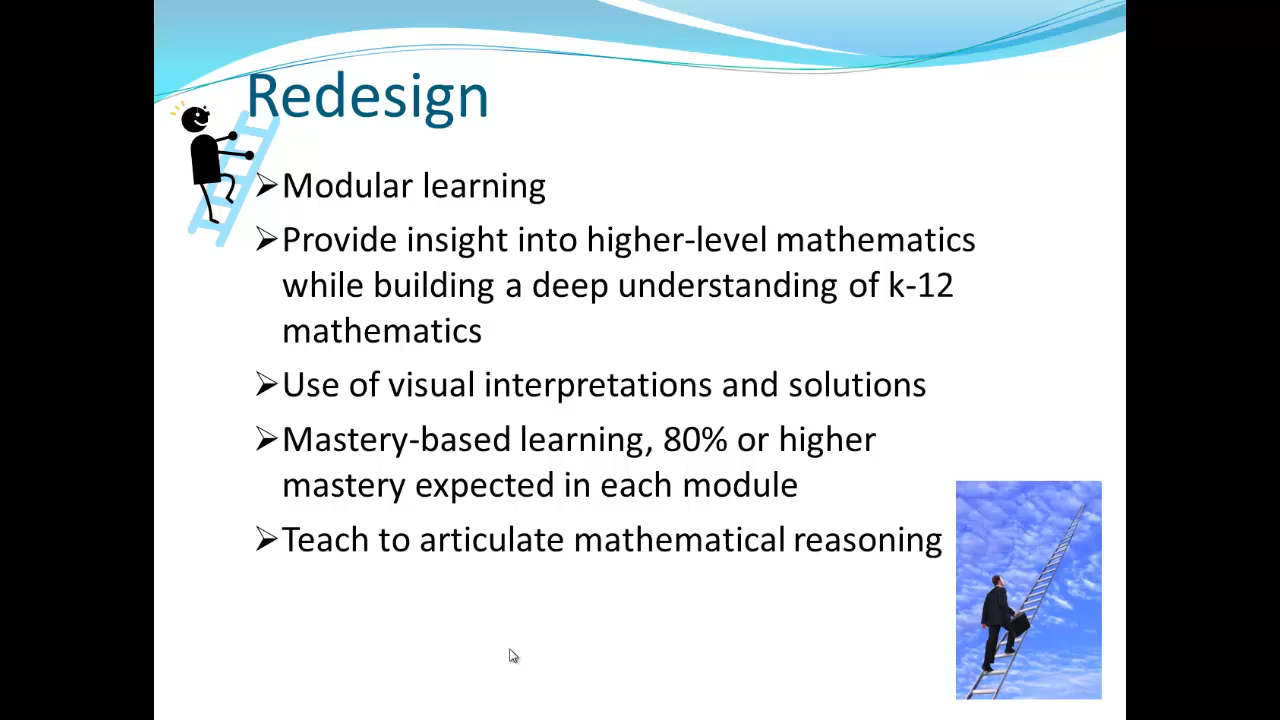 Redesign
➢Modular learning
➢Provide insight into higher-level mathematics
while building a deep understanding of k-12
mathematics
➢Use of visual interpretations and solutions
➢Mastery-based learning, 80% or higher
mastery expected in each module
➢Teach to articulate mathematical reasoning